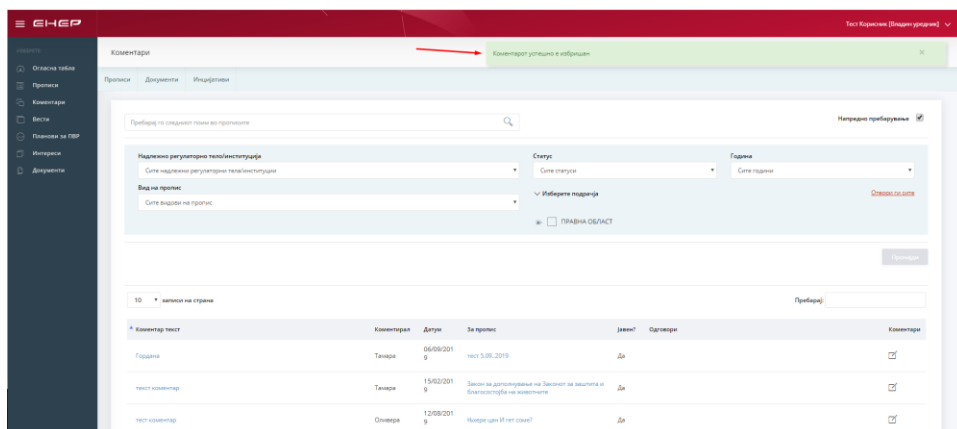 ЕНЕР
Тест Корисник [Владин уредник]
Коментари
Коментарот успешно е избришан
Огласна табла
Прописи
Коментари
Вести
Планови за ПВР
Интереси
Документи
Прописи Документи Иницијативи
Пребарај го следниот поим во прописите
Напредно пребарување
Надлежно регулаторно тело/институција Статус Година
Сите надлежни регулаторни тела/институции Сите статуси Сите години
Вид на пропис
Сите видови на пропис
Изберете подрачја
Отвори ги сите
ПРАВНА ОБЛАСТ
Пронајди
10 записи на страна
Пребарај:
Коментар текст Коментирал Датум За пропис Јавен? Одговори Коментари
Гордана Тамара 06/09/2019 тест 5.09..2019 Да
текст коментар Тамара 15/02/2019 Закон за дополнување на Законот за заштита и благосостојба на животните Да
тест коментар Оливера 12/08/2019 Да